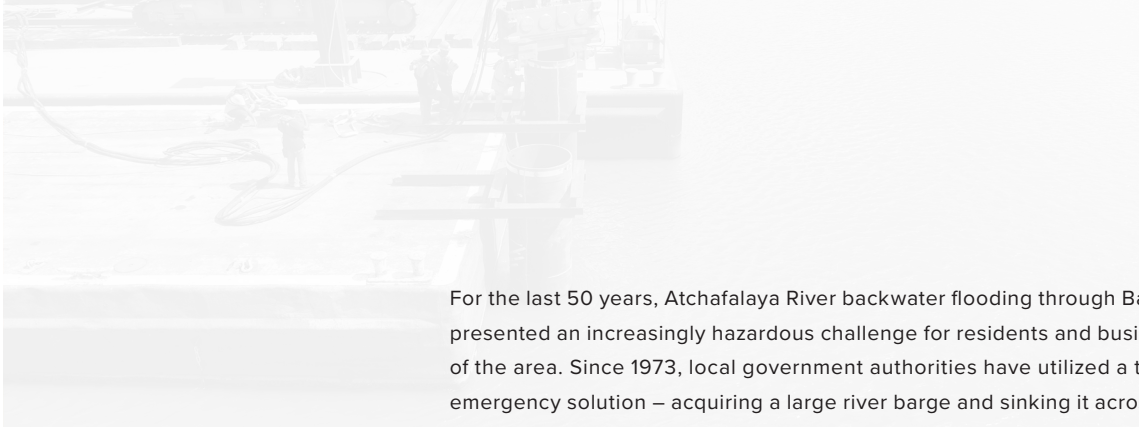 For the last 50 years, Atchafalaya River backwater flooding through
presented an increasingly hazardous challenge for residents and
of the area. Since 1973, local government authorities have utilized a
emergency solution – acquiring a large river barge and sinking it